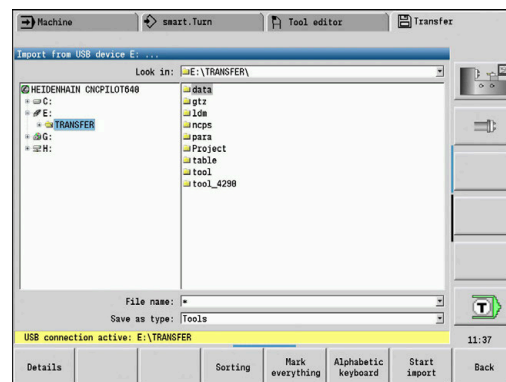 Machine smart.Turn Tool editor Transfer
Import from USB device E: ...
Look in: E:\TRANSFER\
HEIDENHAIN CNCPILOT640
C:
E:
TRANSFER
G:
H:
data
gtz
ldm
ncps
para
Project
table
tool
tool_4290
File name: *
Save as type: Tools
USB connection active: E:\TRANSFER
T
11:37
Details Sorting Mark everything Alphabetic keyboard Start import Back